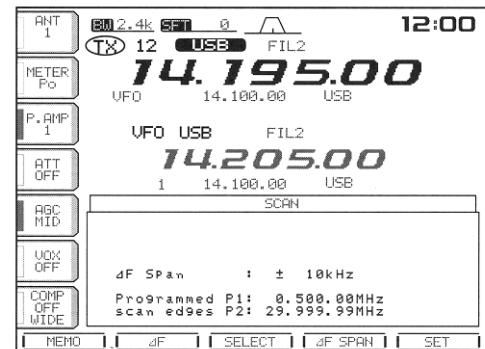 ANT
1
BW 2.4k SFT 0
12:00
TX 12 USB FIL2
METER
Po
14.195.00
VFO 14.100.00 USB
P.AMP
1
VFO USB FIL2
14.205.00
1 14.100.00 USB
ATT
OFF
AGC
MID
SCAN
VOX
OFF
⊿F SPan : ± 10kHz
COMP
OFF
WIDE
Programmed P1: 0.500.00MHz
scan edges P2: 29.999.99MHz
MEMO ⊿F SELECT ⊿F SPAN SET